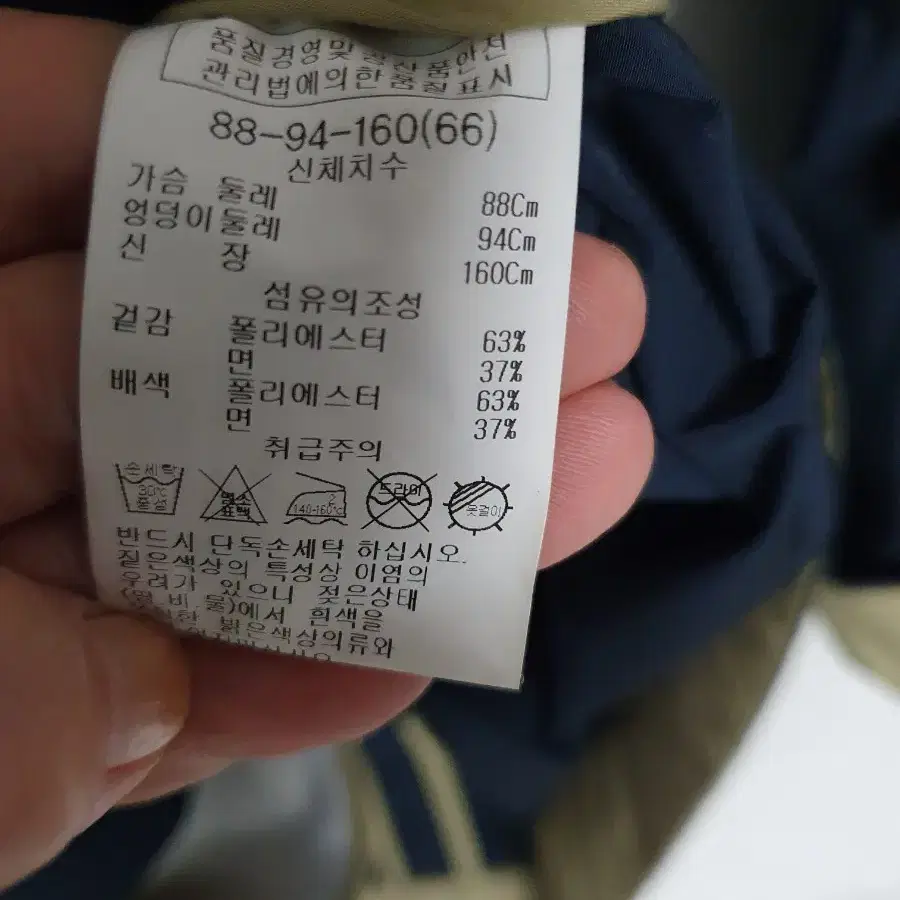 품질경영및공산품안전
관리법에의한품질표시
88-94-160(66)
신체치수
가슴 둘레 88Cm
엉덩이둘레 94Cm
신 장 160Cm
섬유의조성
겉감 폴리에스터 63%
면 37%
배색 폴리에스터 63%
면 37%
취급주의
손세탁 30℃ 중성
염소 표백
2 140-160℃
드라이
옷걸이
반드시 단독손세탁 하십시오.
짙은색상의 특성상 이염의
우려가 있으니 젖은상태
(땀 비 물)에서 흰색을
밝은색상의류와